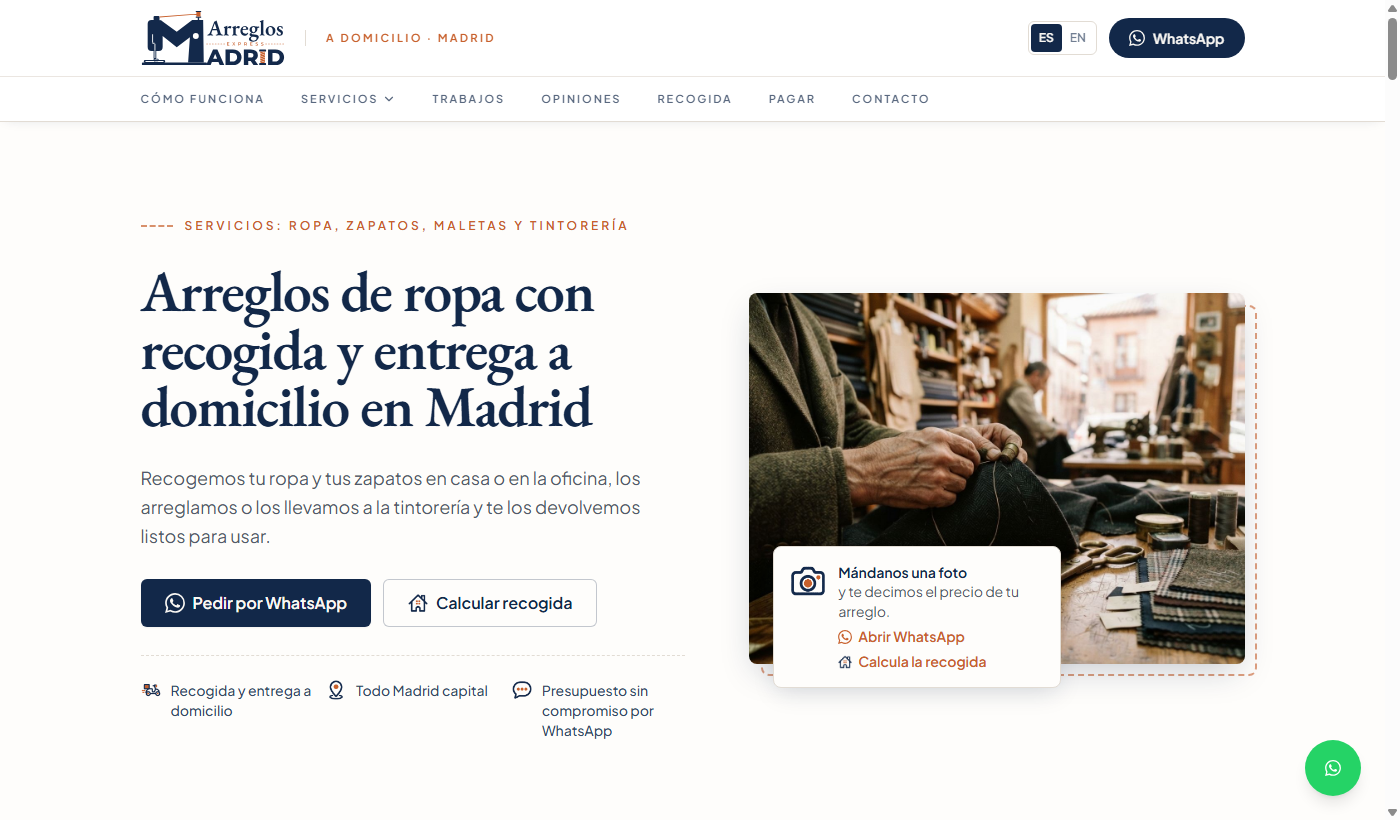 Arreglos
EXPRESS
MADRID
A DOMICILIO · MADRID
ES
EN
WhatsApp
CÓMO FUNCIONA
SERVICIOS
TRABAJOS
OPINIONES
RECOGIDA
PAGAR
CONTACTO
SERVICIOS: ROPA, ZAPATOS, MALETAS Y TINTORERÍA
Arreglos de ropa con
recogida y entrega a
domicilio en Madrid
Recogemos tu ropa y tus zapatos en casa o en la oficina, los
arreglamos o los llevamos a la tintorería y te los devolvemos
listos para usar.
Pedir por WhatsApp
Calcular recogida
Recogida y entrega a
domicilio
Todo Madrid capital
Presupuesto sin
compromiso por
WhatsApp
Mándanos una foto
y te decimos el precio de tu
arreglo.
Abrir WhatsApp
Calcula la recogida